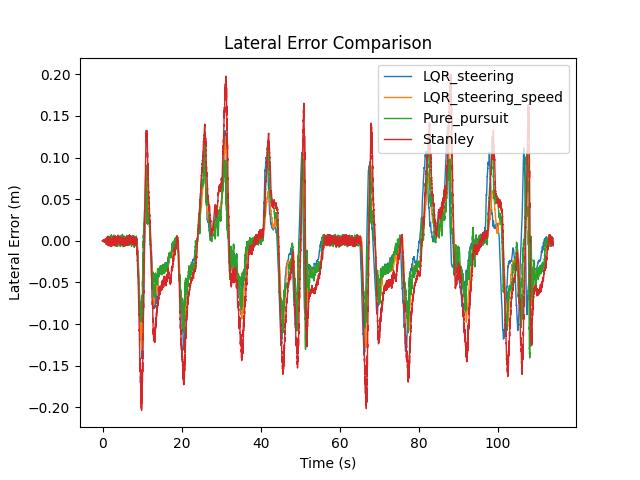 Lateral Error Comparison
LQR_steering
LQR_steering_speed
Pure_pursuit
Stanley
0.20
0.15
0.10
0.05
0.00
−0.05
−0.10
−0.15
−0.20
Lateral Error (m)
0 20 40 60 80 100
Time (s)